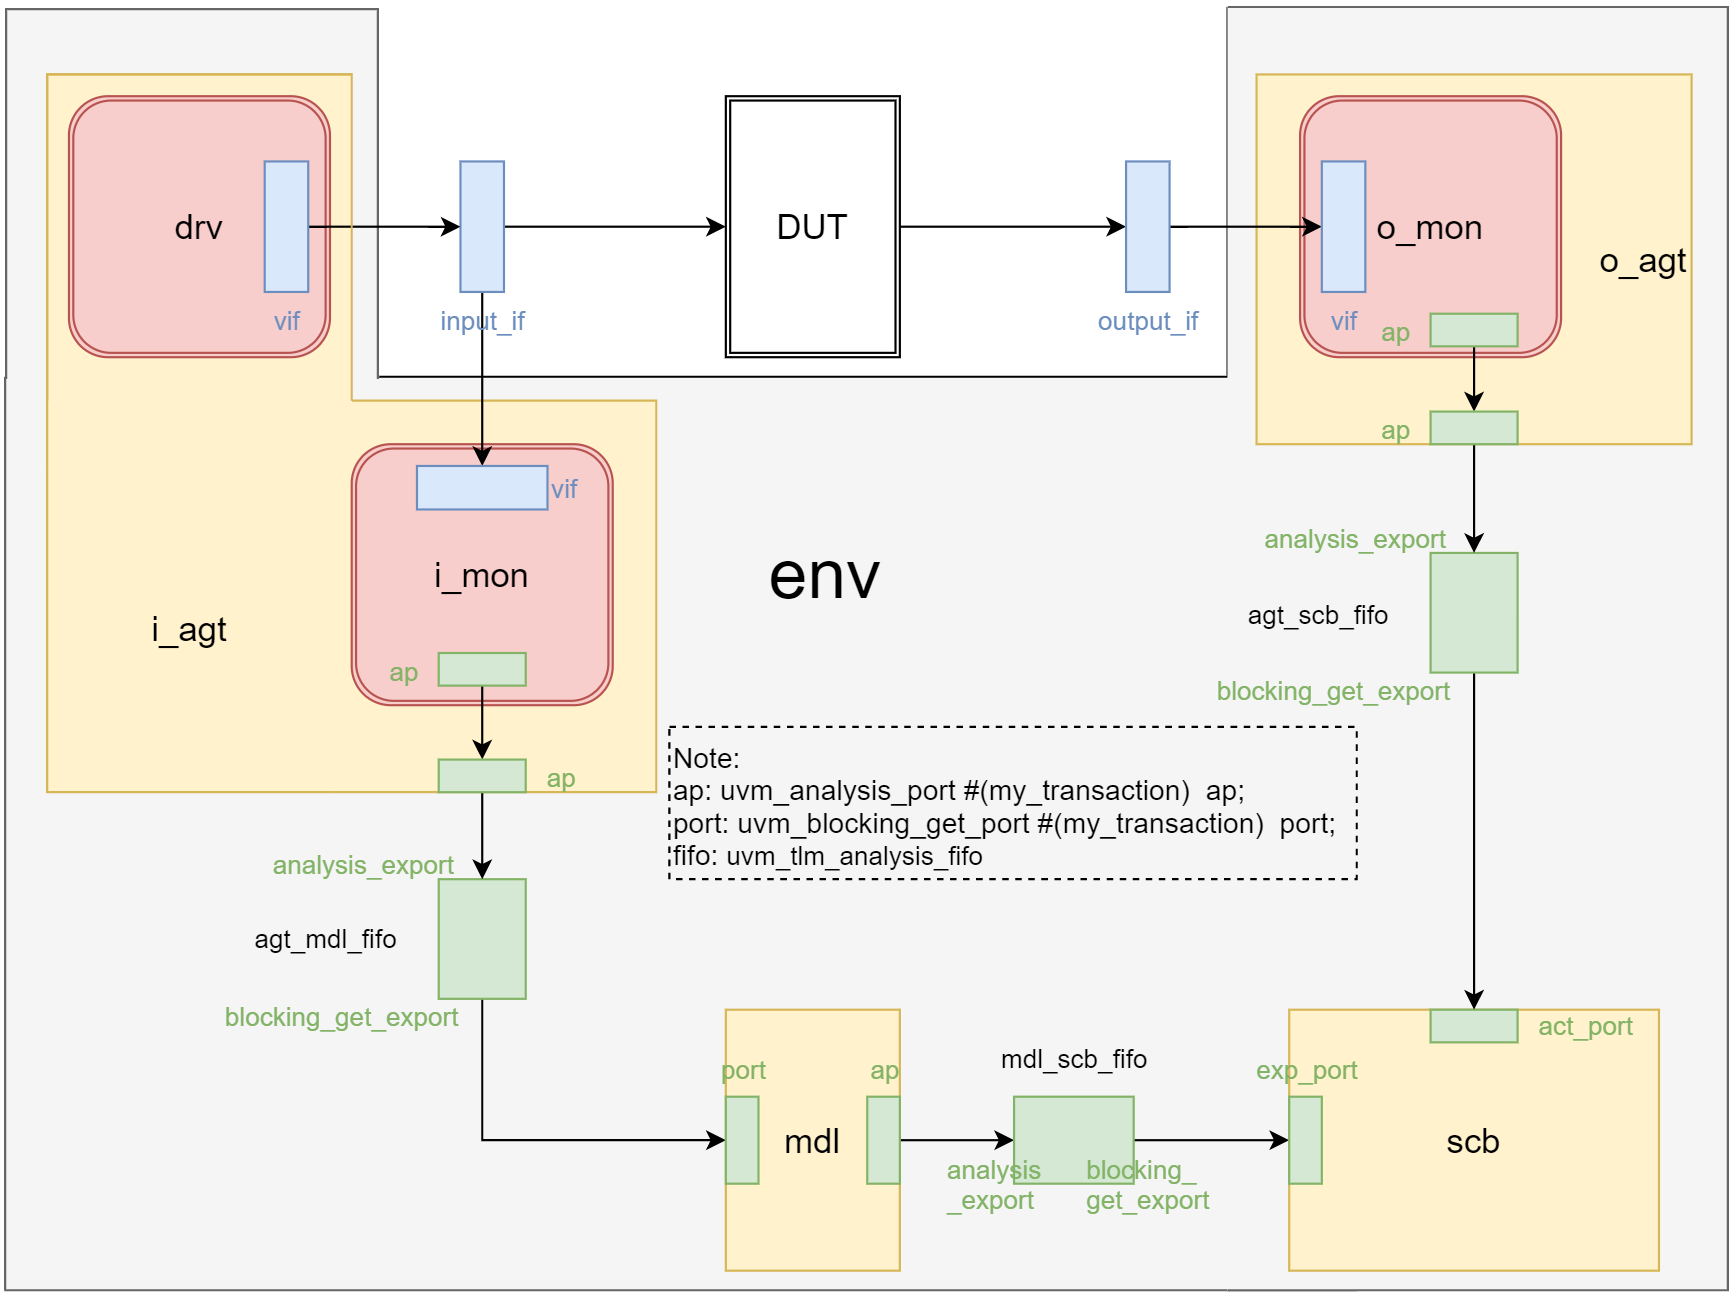 drv
vif
input_if
DUT
output_if
vif
o_mon
ap
o_agt
ap
vif
i_mon
ap
i_agt
ap
env
analysis_export
agt_scb_fifo
blocking_get_export
Note:
ap: uvm_analysis_port #(my_transaction)  ap;
port: uvm_blocking_get_port #(my_transaction)  port;
fifo: uvm_tlm_analysis_fifo
analysis_export
agt_mdl_fifo
blocking_get_export
port
ap
mdl
mdl_scb_fifo
analysis
_export
blocking_
get_export
exp_port
act_port
scb